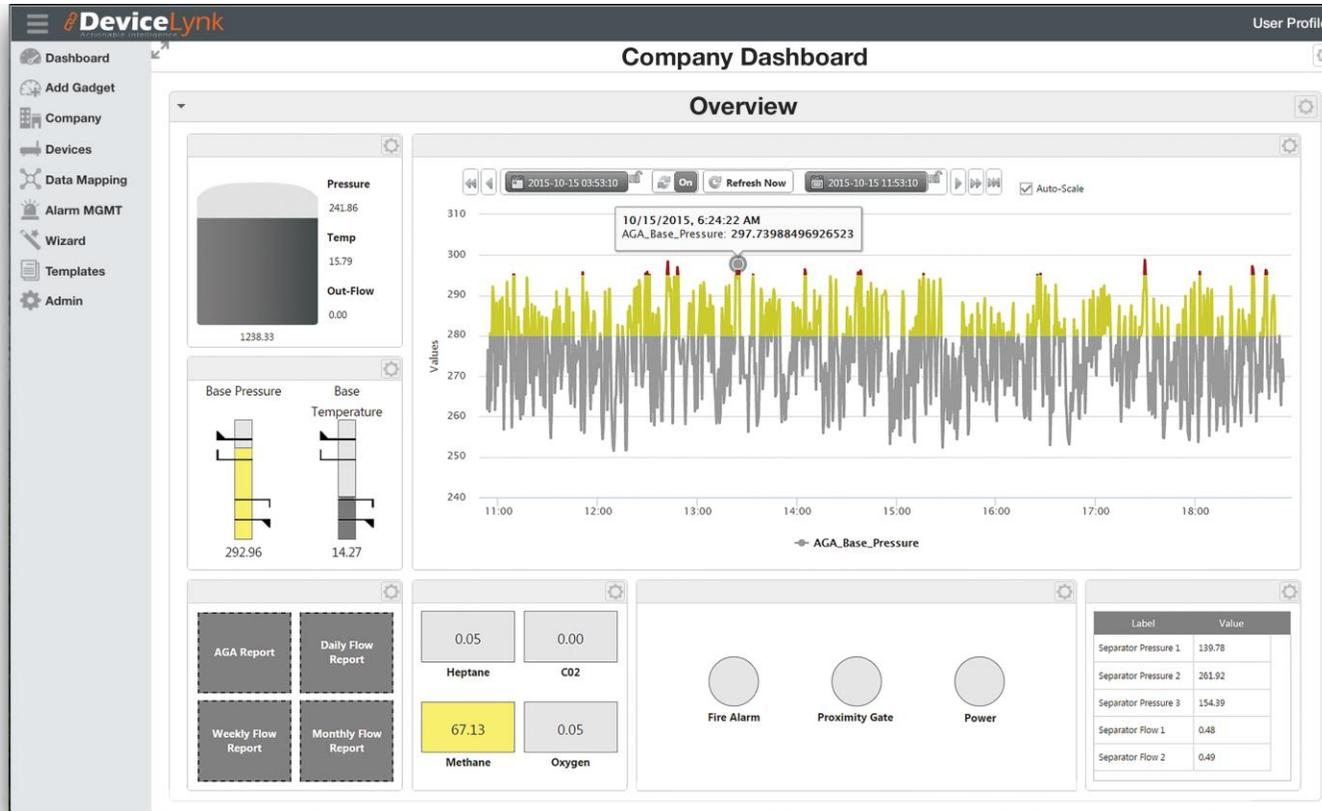 DeviceLynk
Actionable Intelligence
User Profile
Dashboard
Add Gadget
Company
Devices
Data Mapping
Alarm MGMT
Wizard
Templates
Admin
Company Dashboard
Overview
Pressure
241.86
Temp
15.79
Out-Flow
0.00
1238.33
2015-10-15 03:53:10
On
Refresh Now
2015-10-15 11:53:10
Auto-Scale
10/15/2015, 6:24:22 AM
AGA_Base_Pressure: 297.73988496926523
Values
310
300
290
280
270
260
250
240
11:00 12:00 13:00 14:00 15:00 16:00 17:00 18:00
AGA_Base_Pressure
Base Pressure
Base
Temperature
292.96
14.27
AGA Report
Daily Flow
Report
Weekly Flow
Report
Monthly Flow
Report
0.05
Heptane
0.00
C02
67.13
Methane
0.05
Oxygen
Fire Alarm
Proximity Gate
Power
Label Value
Separator Pressure 1 139.78
Separator Pressure 2 261.92
Separator Pressure 3 154.39
Separator Flow 1 0.48
Separator Flow 2 0.49